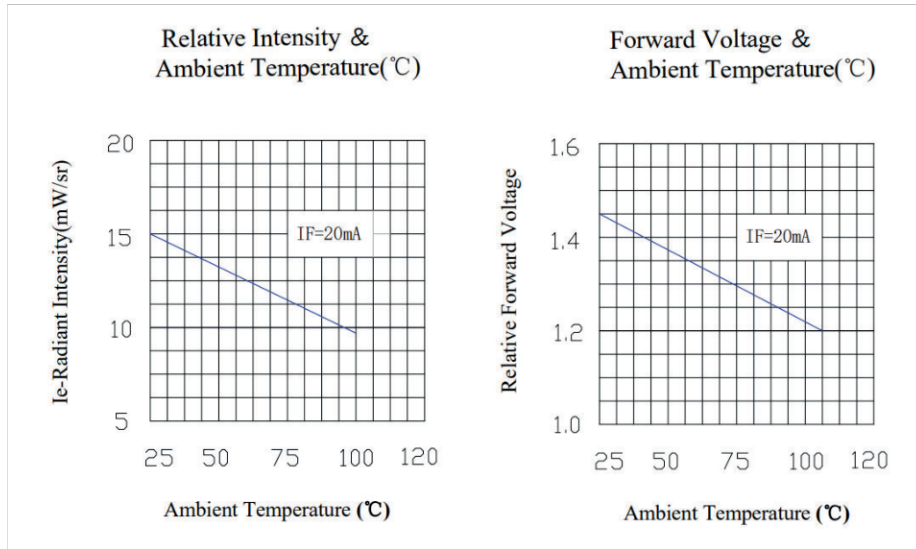 Relative Intensity &
Ambient Temperature(℃)
Ie-Radiant Intensity(mW/sr)
20
15
10
5
IF=20mA
25 50 75 100 120
Ambient Temperature (℃)
Forward Voltage &
Ambient Temperature(℃)
Relative Forward Voltage
1.6
1.4
1.2
1.0
IF=20mA
25 50 75 100 120
Ambient Temperature (℃)